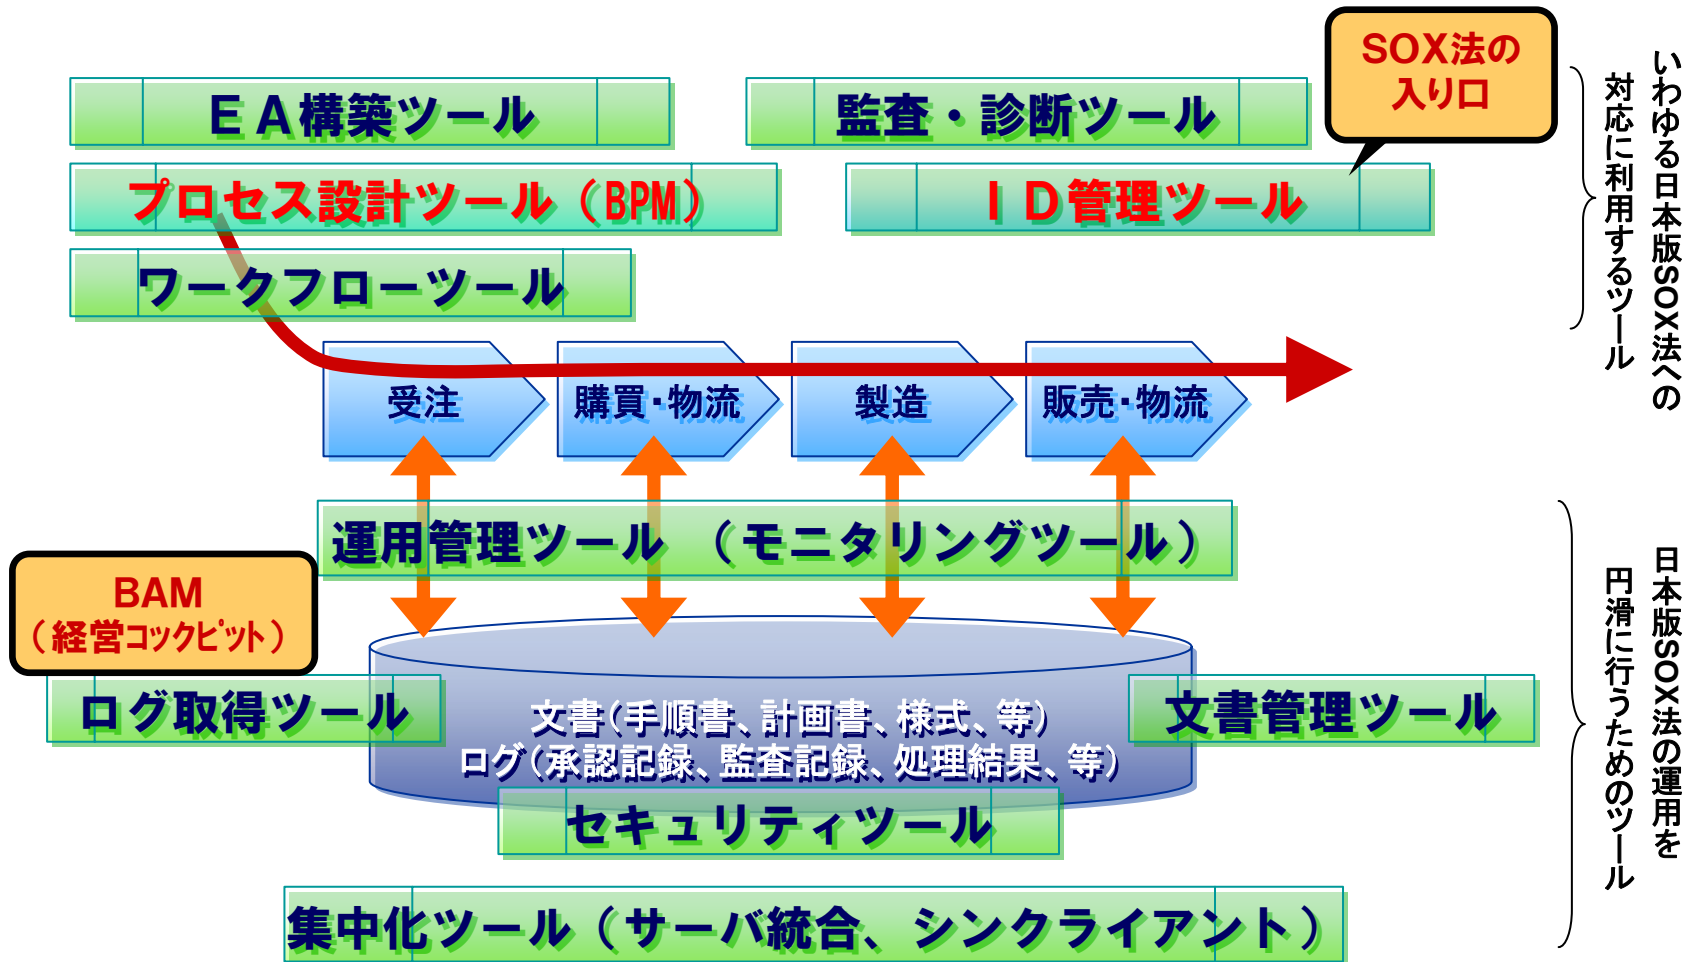 SOX法の
入り口
ＥＡ構築ツール
監査・診断ツール
プロセス設計ツール（BPM）
ＩＤ管理ツール
ワークフローツール
いわゆる日本版SOX法への
対応に利用するツール
受注
購買・物流
製造
販売・物流
運用管理ツール （モニタリングツール）
BAM
（経営コックピット）
ログ取得ツール
文書（手順書、計画書、様式、等）
ログ（承認記録、監査記録、処理結果、等）
文書管理ツール
セキュリティツール
集中化ツール（サーバ統合、シンクライアント）
日本版SOX法の運用を
円滑に行うためのツール